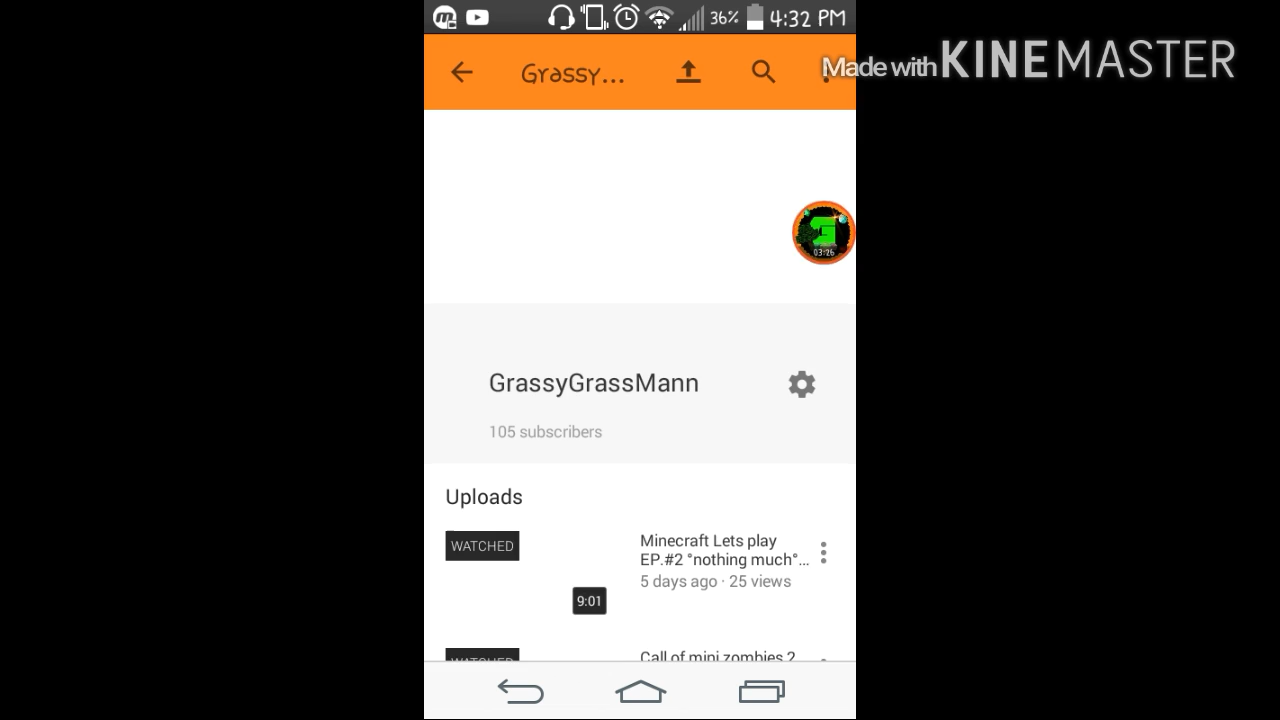 36% 4:32 PM
Made with KINEMASTER
Grassy...
03:26
GrassyGrassMann
105 subscribers
Uploads
WATCHED
Minecraft Lets play
EP.#2 °nothing much°...
5 days ago · 25 views
9:01
WATCHED
Call of mini zombies 2